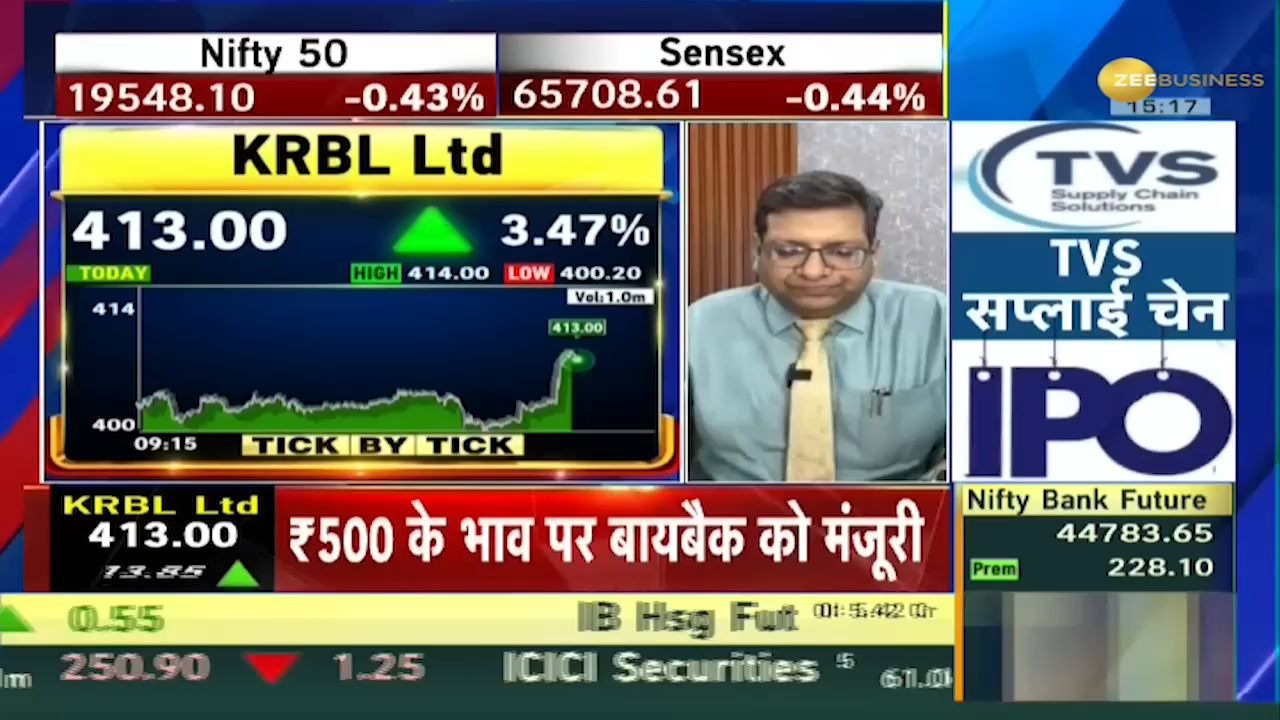 Nifty 50
19548.10 -0.43%
Sensex
65708.61 -0.44%
ZEEBUSINESS
15:17
KRBL Ltd
413.00 3.47%
TODAY HIGH 414.00 LOW 400.20
Vol:1.0m
414
413.00
400
09:15
TICK BY TICK
TVS
Supply Chain
Solutions
TVS
सप्लाई चेन
IPO
KRBL Ltd
413.00
13.85
₹500 के भाव पर बायबैक को मंजूरी
Nifty Bank Future
44783.65
Prem 228.10
0.55 IB Hsg Fut
250.90 1.25 ICICI Securities